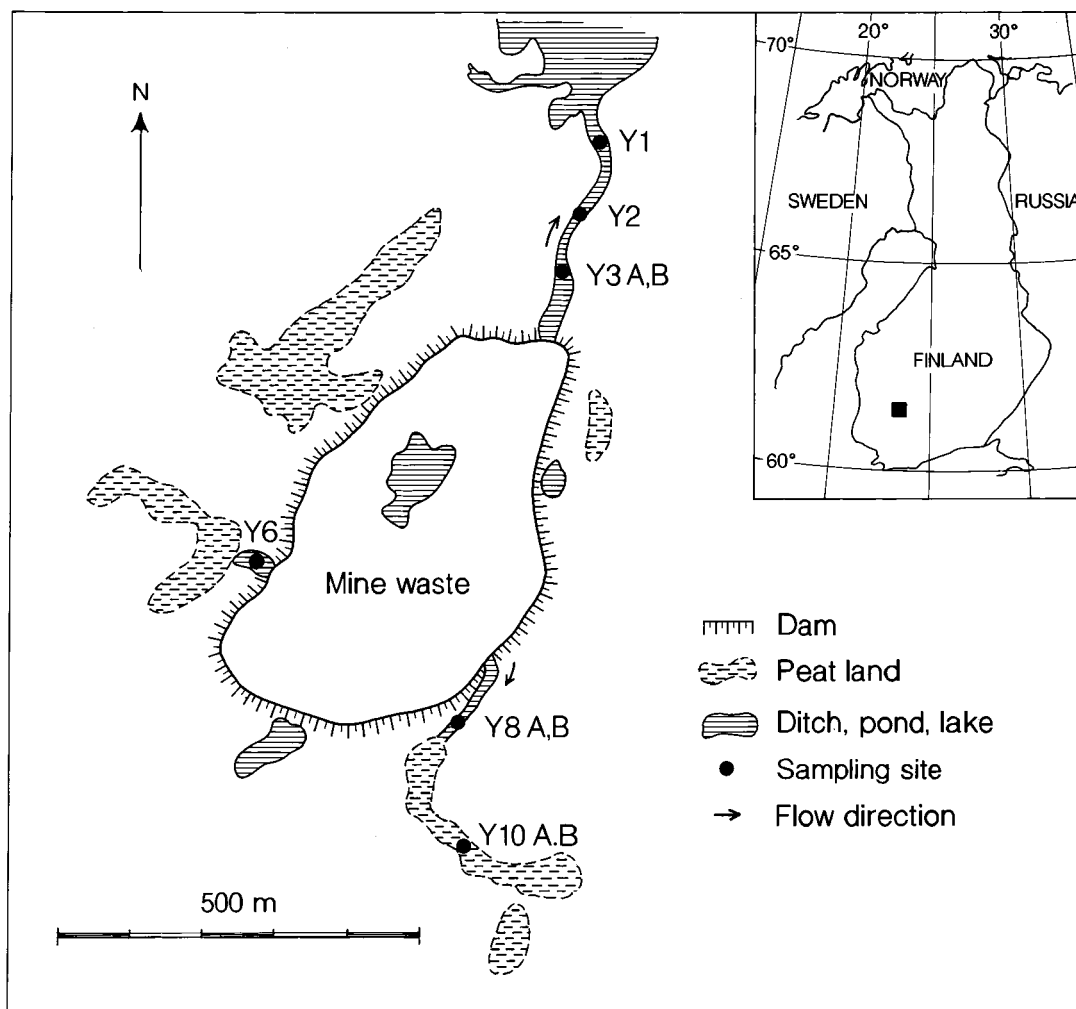 N
Y1
Y2
Y3 A,B
Y6
Mine waste
Y8 A,B
Y10 A.B
500 m
Dam
Peat land
Ditch, pond, lake
Sampling site
Flow direction
20° 30°
70°
NORWAY
SWEDEN
RUSSIA
65°
FINLAND
60°